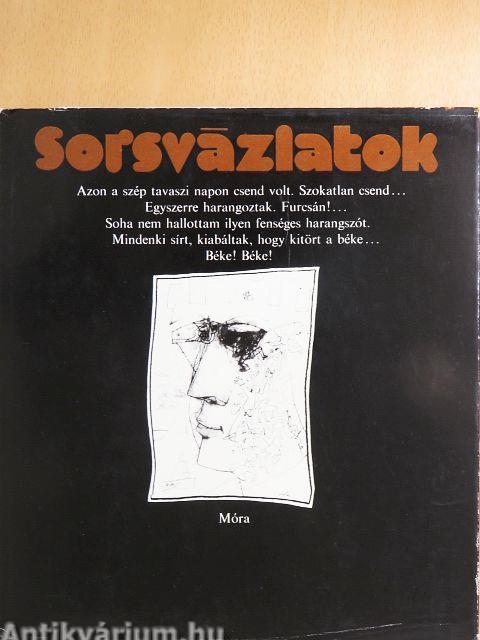 Sorsvázlatok
Azon a szép tavaszi napon csend volt. Szokatlan csend...
Egyszerre harangoztak. Furcsán!...
Soha nem hallottam ilyen fenséges harangszót.
Mindenki sírt, kiabáltak, hogy kitört a béke...
Béke! Béke!
Móra
Antikvárium.hu